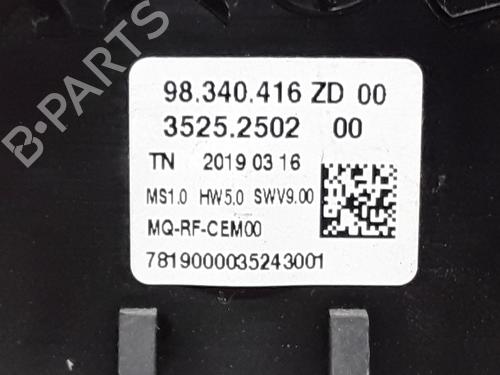 98.340.416 ZD 00
3525.2502 00
TN 2019 03 16
MS1.0 HW5.0 SWV9.00
MQ-RF-CEM00
7819000035243001
B-PARTS